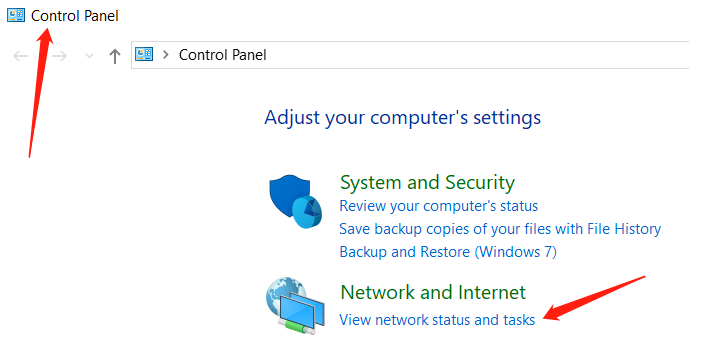 Control Panel
Control Panel
Adjust your computer's settings
System and Security
Review your computer's status
Save backup copies of your files with File History
Backup and Restore (Windows 7)
Network and Internet
View network status and tasks